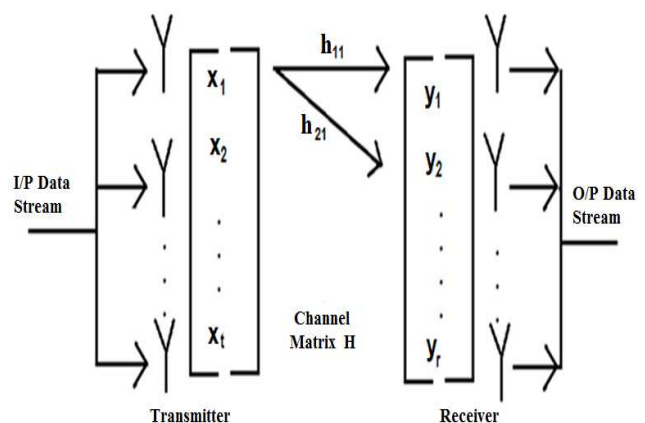 I/P Data
Stream
x1
x2
xt
Transmitter
h11
h21
Channel
Matrix H
y1
y2
yr
Receiver
O/P Data
Stream